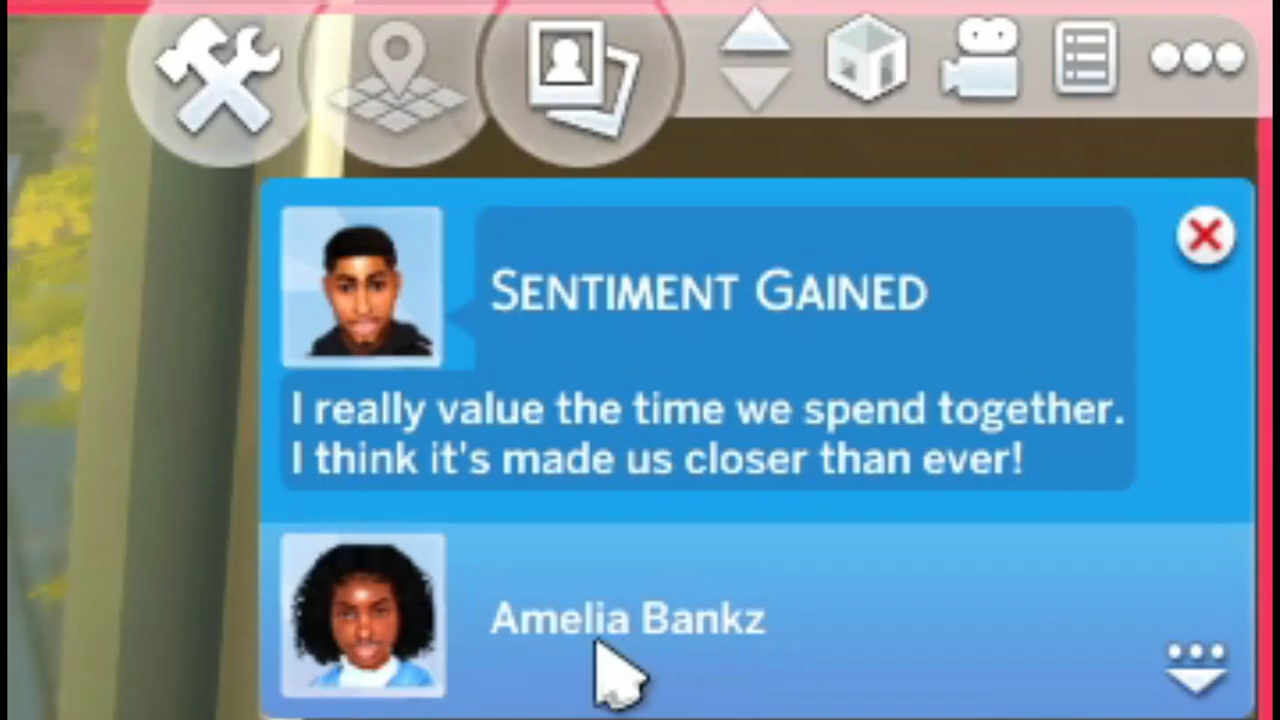 Sentiment Gained
I really value the time we spend together.
I think it's made us closer than ever!
Amelia Bankz